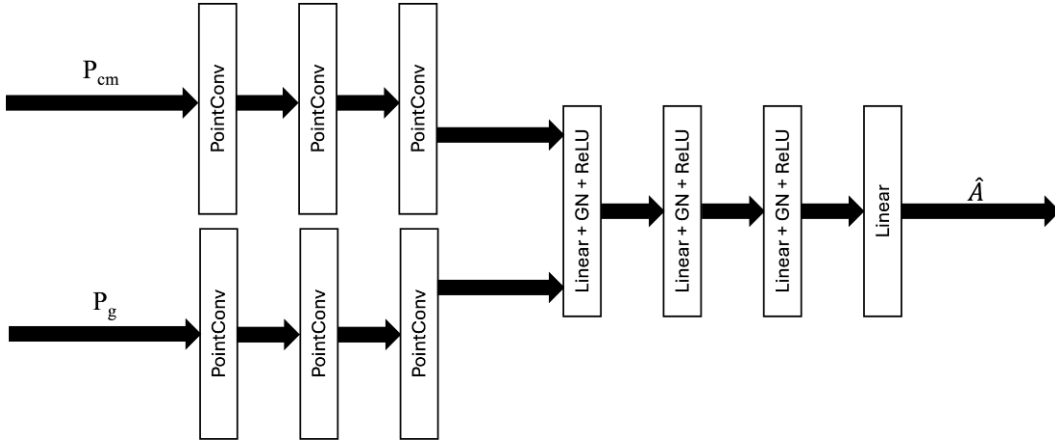 P_cm
PointConv
PointConv
PointConv
P_g
PointConv
PointConv
PointConv
Linear + GN + ReLU
Linear + GN + ReLU
Linear + GN + ReLU
Linear
Â